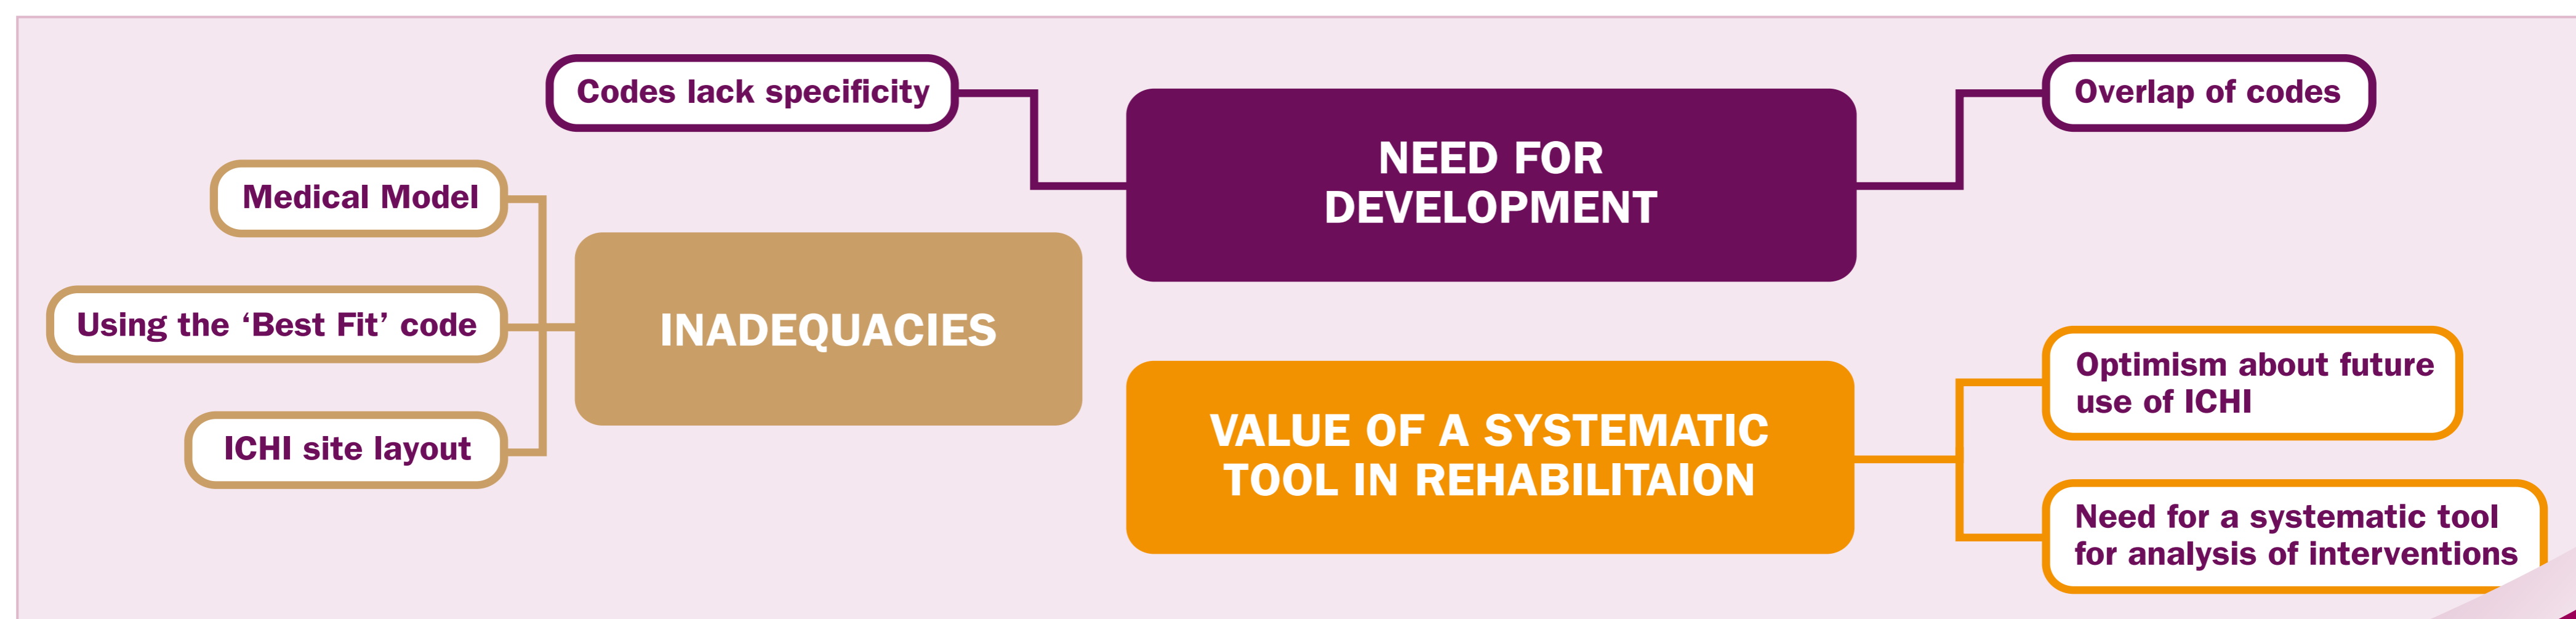 Codes lack specificity
NEED FOR
DEVELOPMENT
Overlap of codes
Medical Model
Using the ‘Best Fit’ code
ICHI site layout
INADEQUACIES
VALUE OF A SYSTEMATIC
TOOL IN REHABILITAION
Optimism about future
use of ICHI
Need for a systematic tool
for analysis of interventions